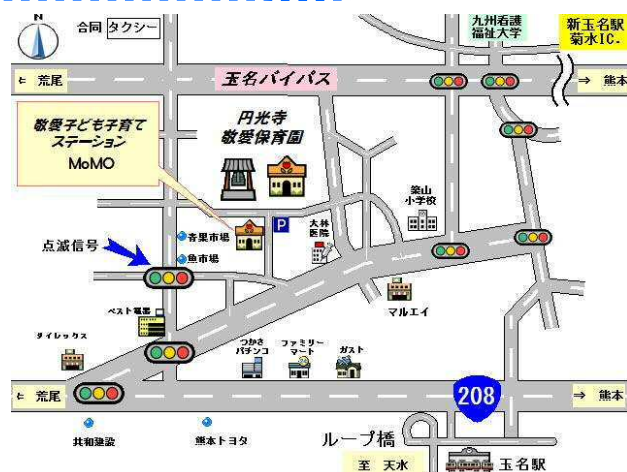 合同 タクシー
九州看護
福祉大学
新玉名駅
菊水IC.
← 荒尾
玉名バイパス
⇒ 熊本
敬愛子ども子育て
ステーション
MoMO
円光寺
敬愛保育園
築山
小学校
青果市場
P
大林
医院
点滅信号
魚市場
マルエイ
ベスト電器
ダイレックス
つかさ
パチンコ
ファミリー
マート
ガスト
← 荒尾
208
⇒ 熊本
共和建設
熊本トヨタ
ループ橋
至 天水
玉名駅